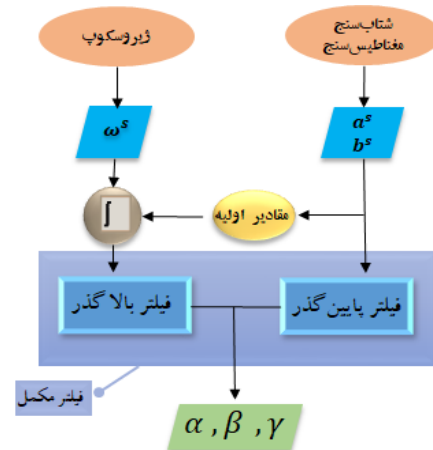 ژیروسکوپ
شتاب‌سنج
مغناطیس‌سنج
ωˢ
aˢ
bˢ
∫
مقادیر اولیه
فیلتر بالا گذر
فیلتر پایین گذر
فیلتر مکمل
α , β , γ